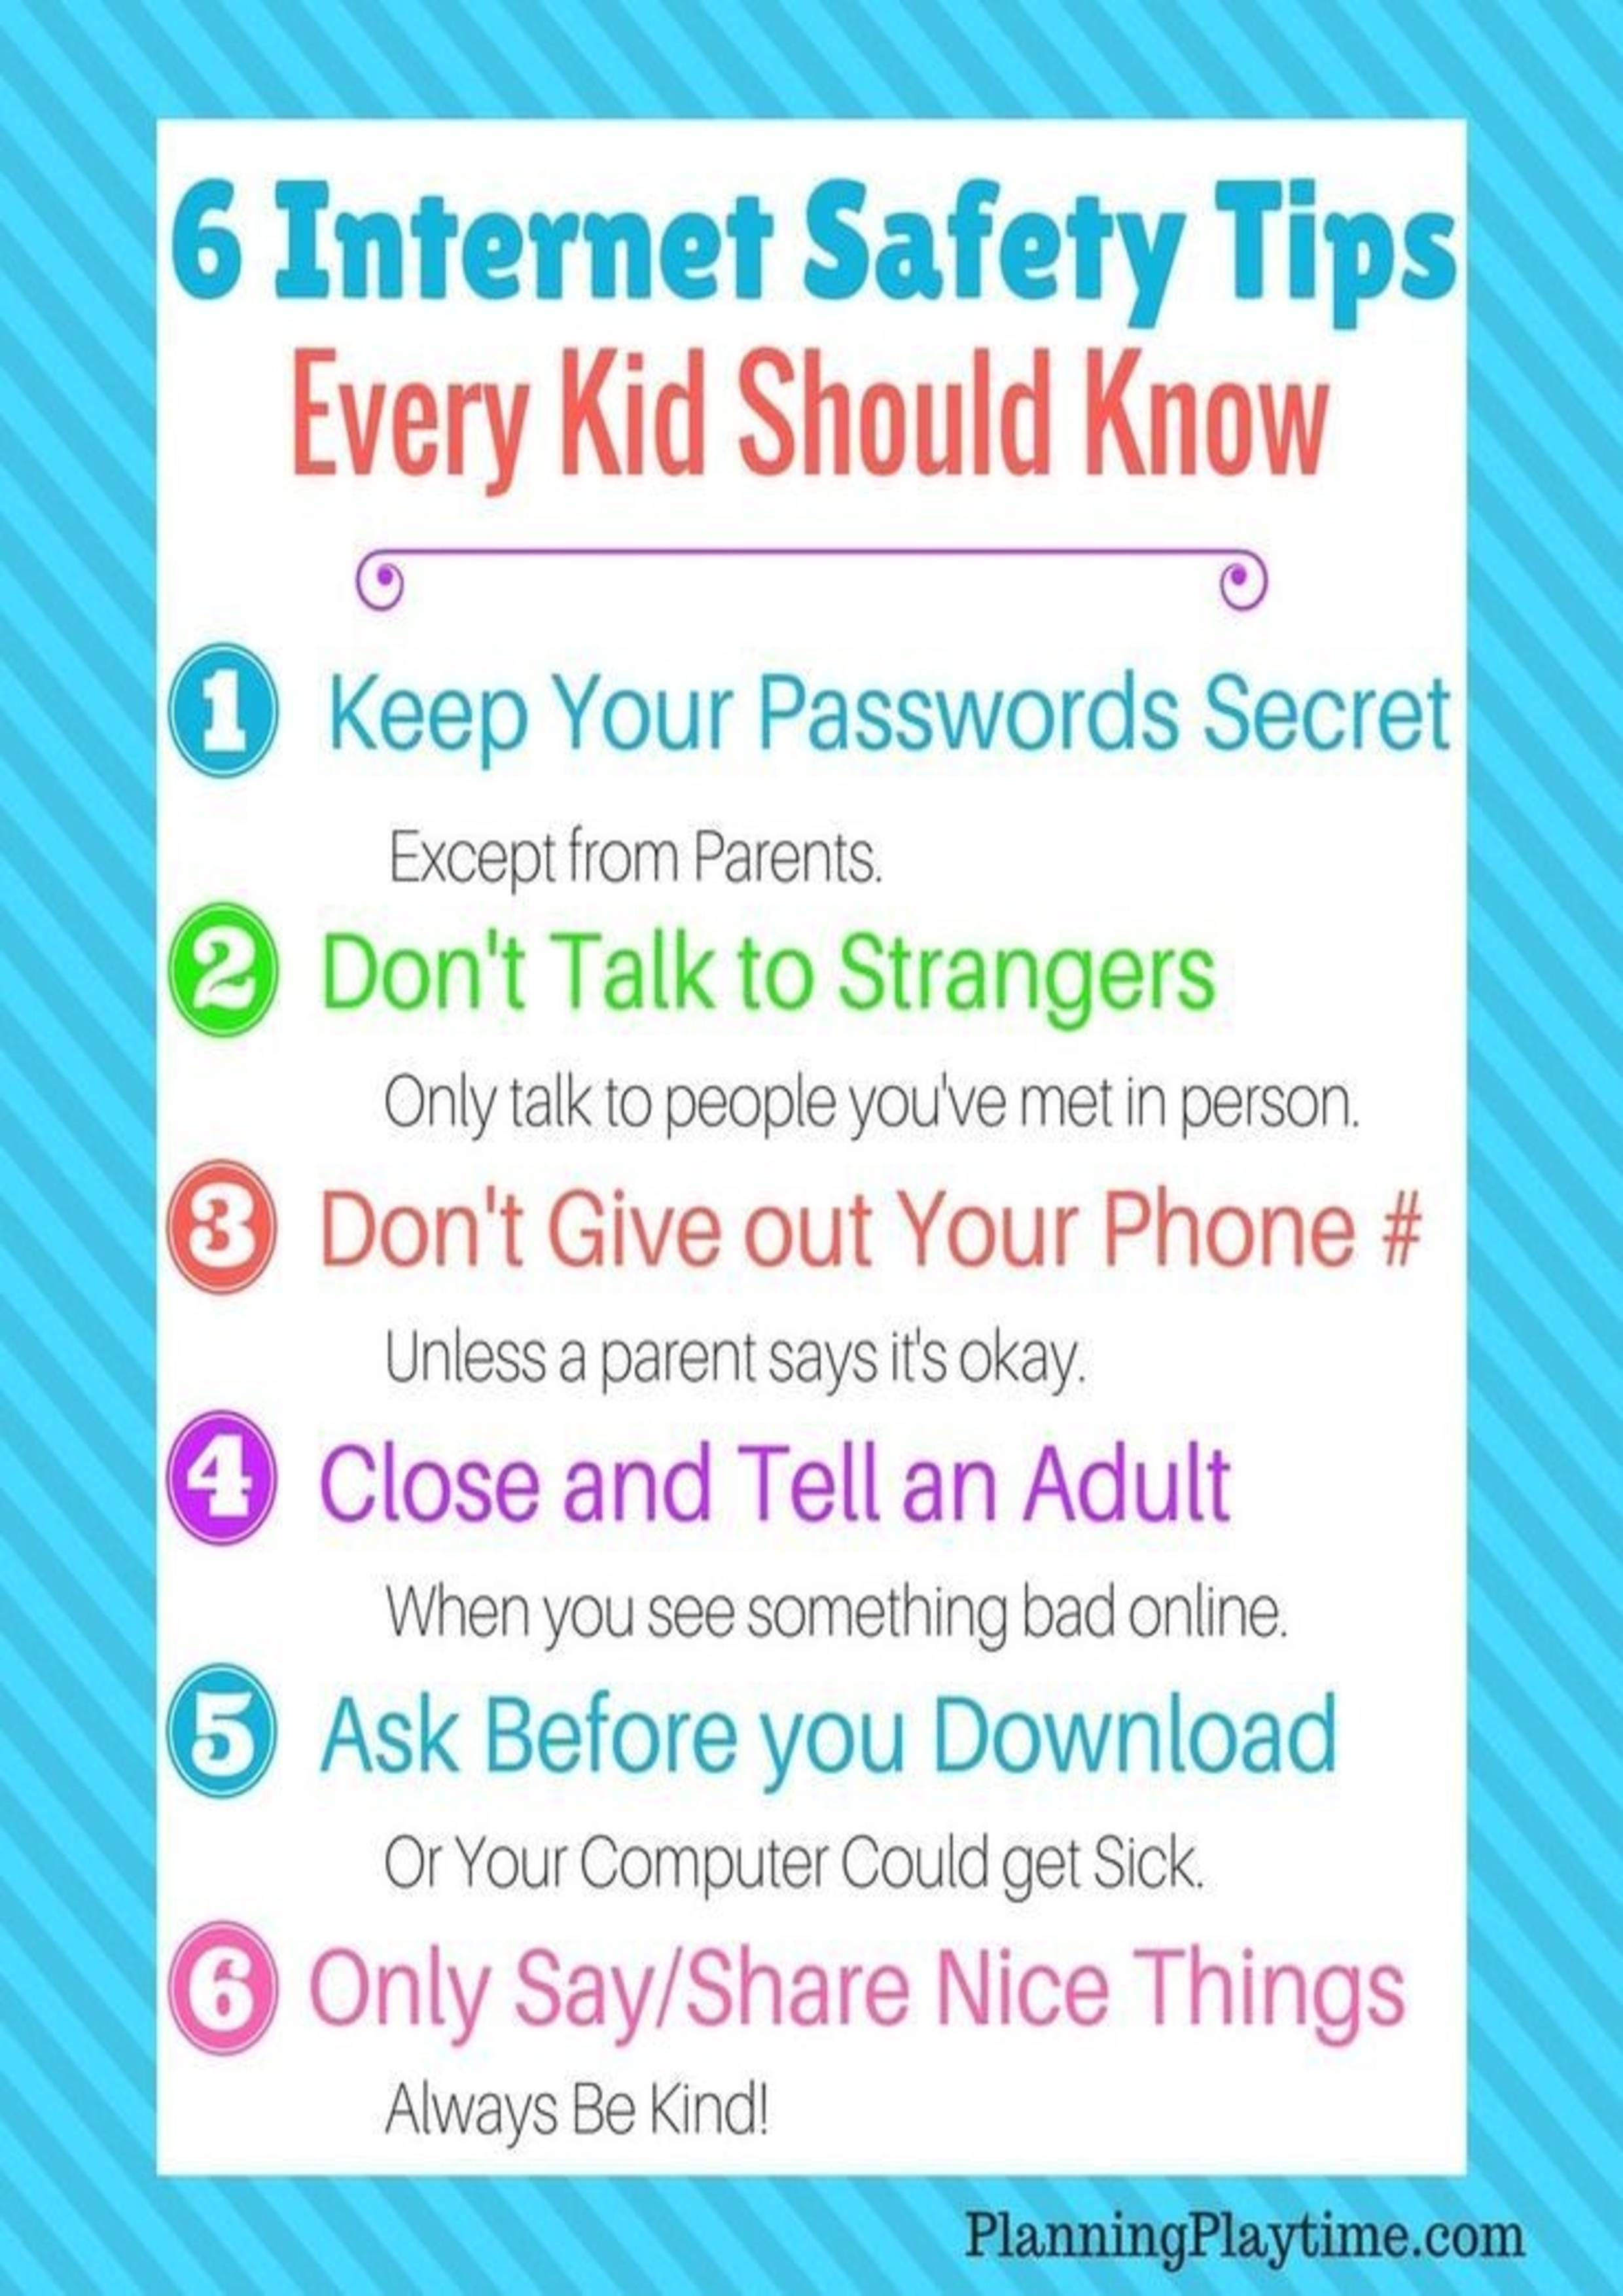 6 Internet Safety Tips
Every Kid Should Know
1 Keep Your Passwords Secret
Except from Parents.
2 Don't Talk to Strangers
Only talk to people you've met in person.
3 Don't Give out Your Phone #
Unless a parent says it's okay.
4 Close and Tell an Adult
When you see something bad online.
5 Ask Before you Download
Or Your Computer Could get Sick.
6 Only Say/Share Nice Things
Always Be Kind!
PlanningPlaytime.com